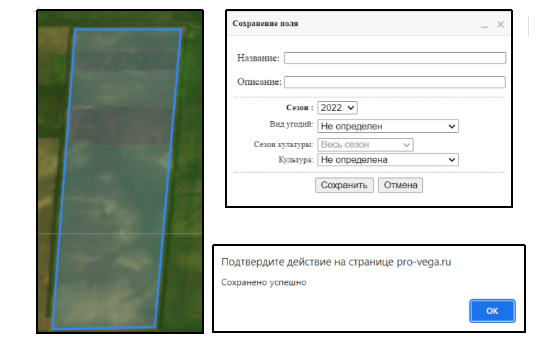 Сохранение поля
Название:
Описание:
Сезон : 2022
Вид угодий: Не определен
Сезон культуры: Весь сезон
Культура: Не определена
Сохранить Отмена
Подтвердите действие на странице pro-vega.ru
Сохранено успешно
ОК